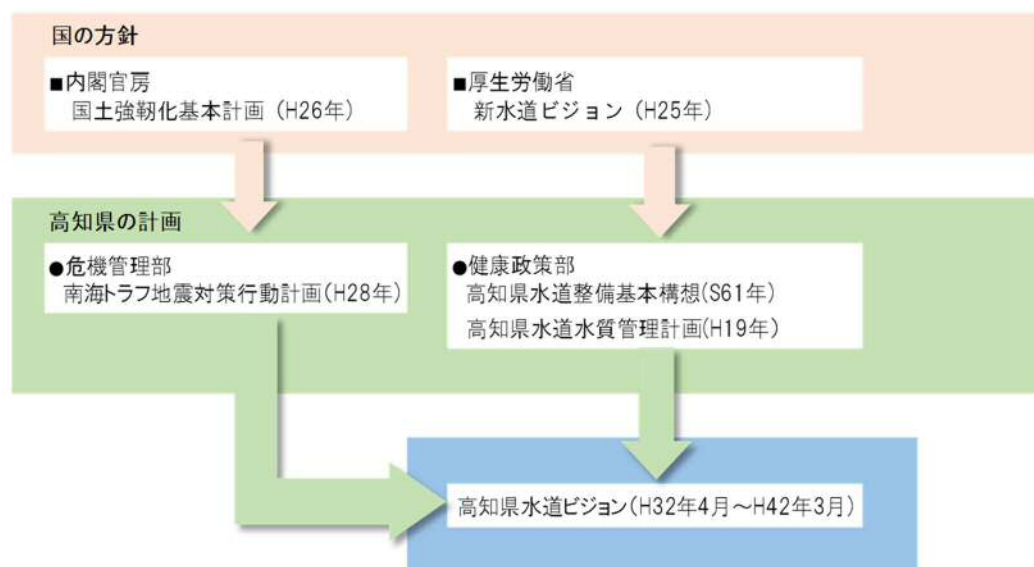 国の方針
■内閣官房
国土強靭化基本計画（H26年）
■厚生労働省
新水道ビジョン（H25年）
高知県の計画
●危機管理部
南海トラフ地震対策行動計画(H28年)
●健康政策部
高知県水道整備基本構想(S61年)
高知県水道水質管理計画(H19年)
高知県水道ビジョン(H32年4月～H42年3月)